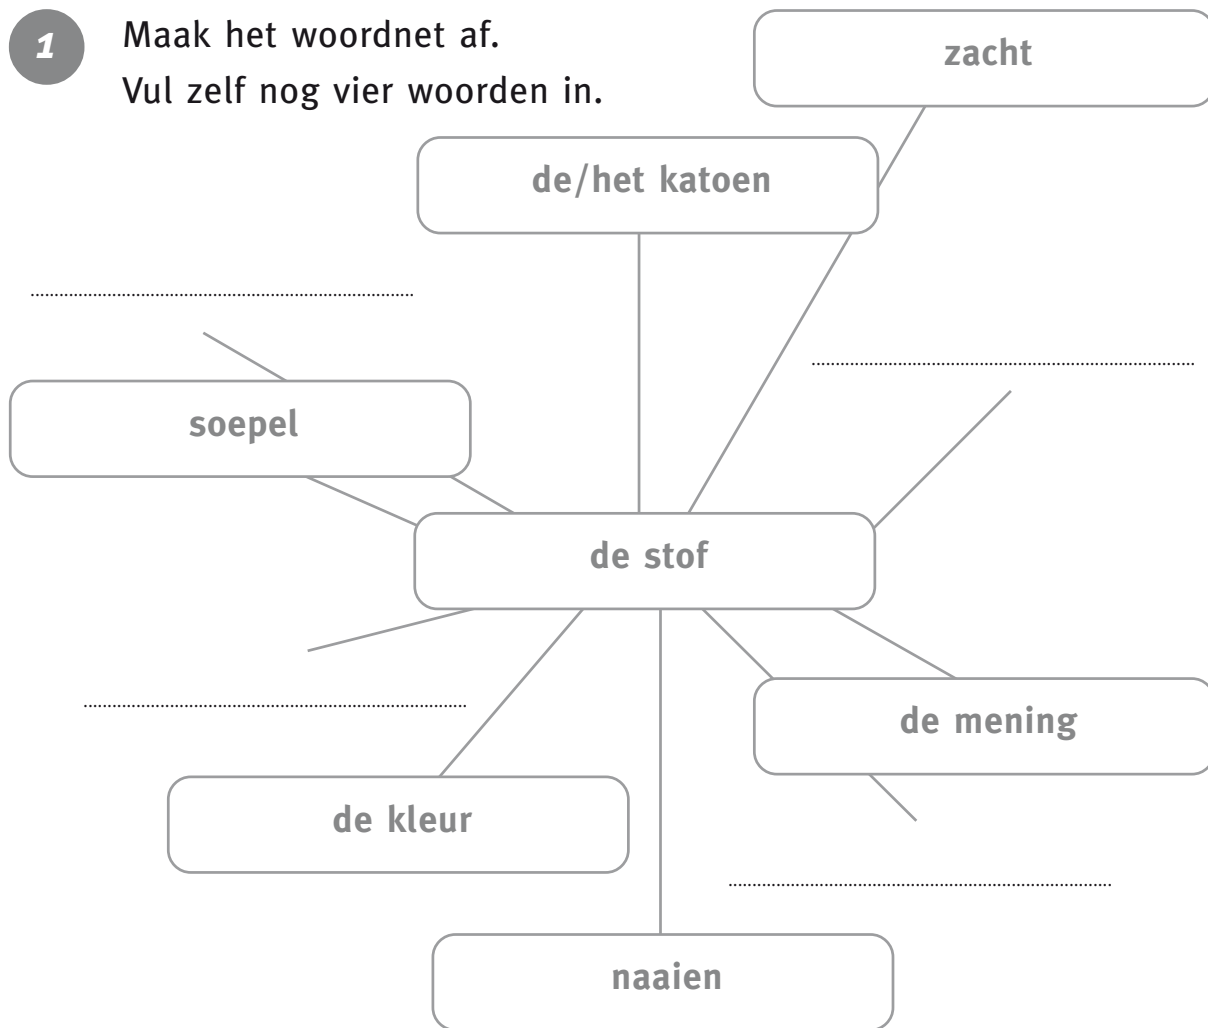 1
Maak het woordnet af.
Vul zelf nog vier woorden in.
zacht
de/het katoen
soepel
de stof
de mening
de kleur
naaien